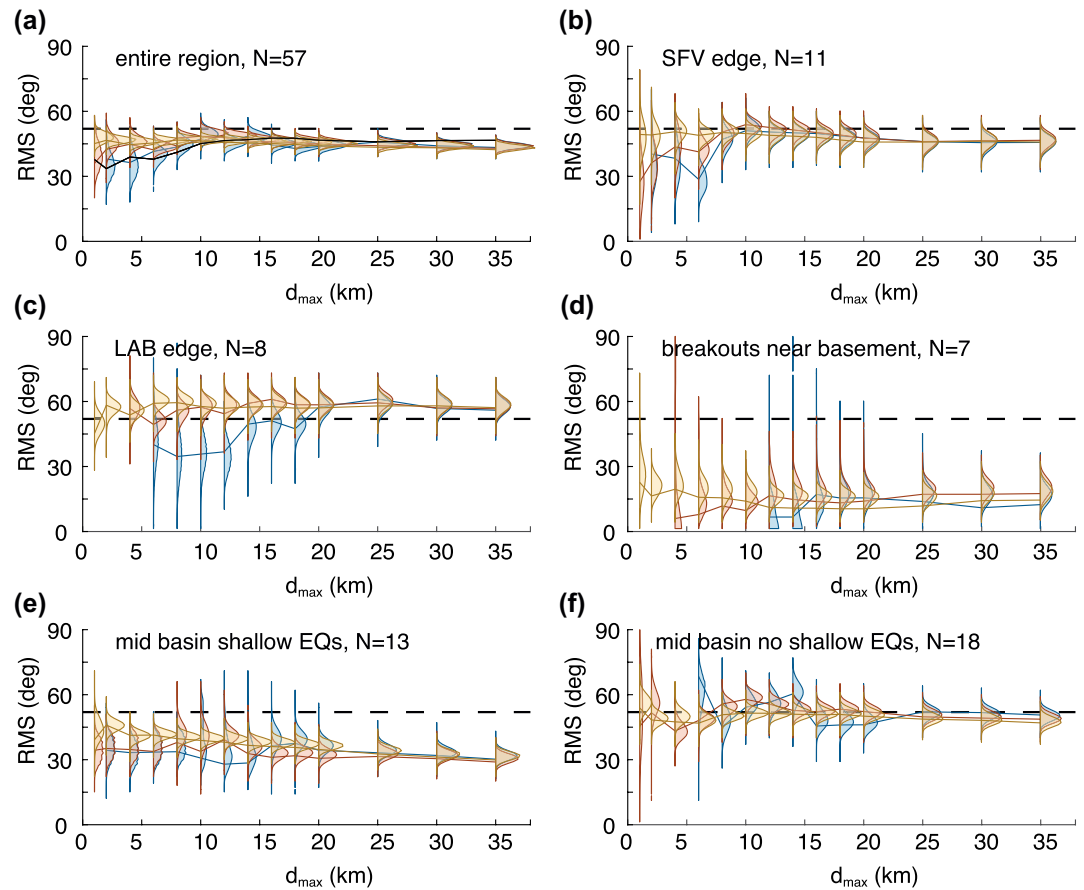 (a)
entire region, N=57
RMS (deg)
90
60
30
0
0 5 10 15 20 25 30 35
d_max (km)
(b)
SFV edge, N=11
RMS (deg)
90
60
30
0
0 5 10 15 20 25 30 35
d_max (km)
(c)
LAB edge, N=8
RMS (deg)
90
60
30
0
0 5 10 15 20 25 30 35
d_max (km)
(d)
breakouts near basement, N=7
RMS (deg)
90
60
30
0
0 5 10 15 20 25 30 35
d_max (km)
(e)
mid basin shallow EQs, N=13
RMS (deg)
90
60
30
0
0 5 10 15 20 25 30 35
d_max (km)
(f)
mid basin no shallow EQs, N=18
RMS (deg)
90
60
30
0
0 5 10 15 20 25 30 35
d_max (km)